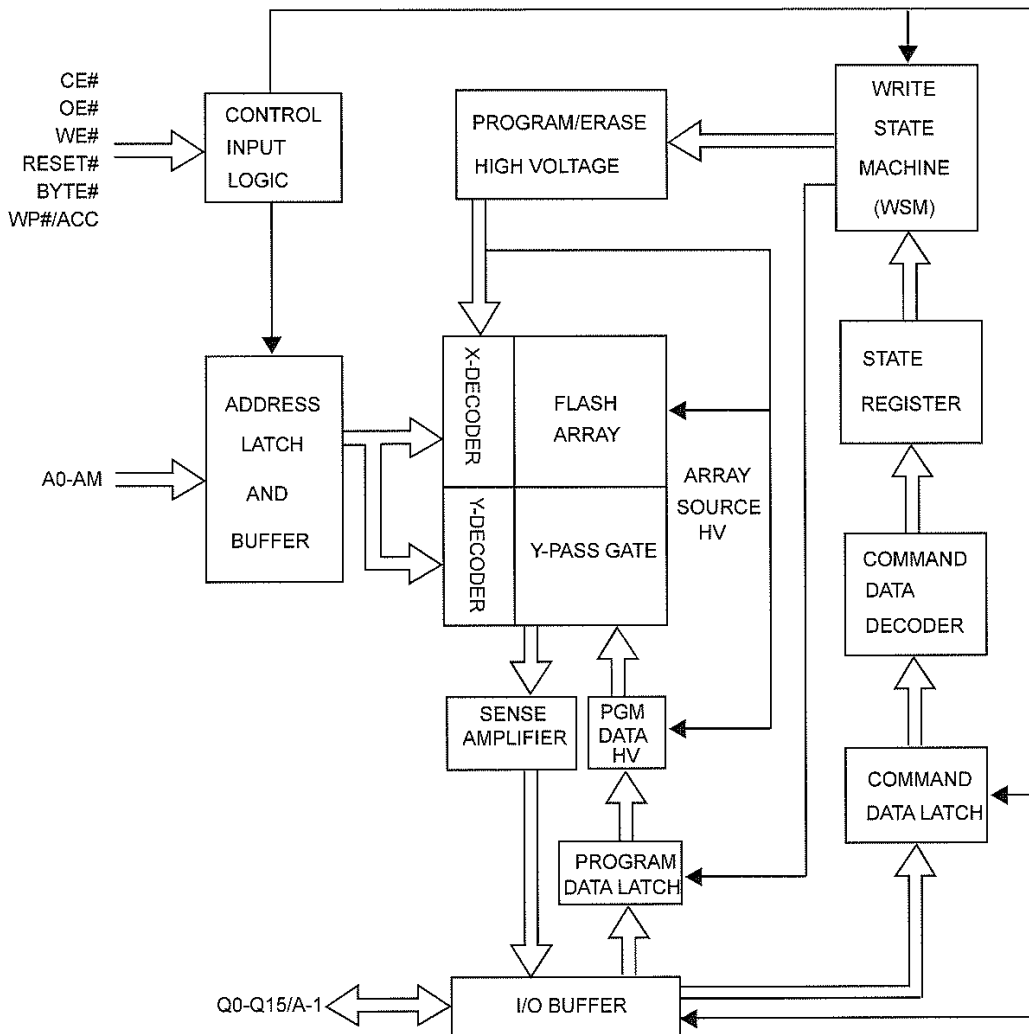 CE#
OE#
WE#
RESET#
BYTE#
WP#/ACC
CONTROL
INPUT
LOGIC
PROGRAM/ERASE
HIGH VOLTAGE
WRITE
STATE
MACHINE
(WSM)
A0-AM
ADDRESS
LATCH
AND
BUFFER
X-DECODER
FLASH
ARRAY
Y-DECODER
Y-PASS GATE
ARRAY
SOURCE
HV
STATE
REGISTER
COMMAND
DATA
DECODER
SENSE
AMPLIFIER
PGM
DATA
HV
COMMAND
DATA LATCH
PROGRAM
DATA LATCH
Q0-Q15/A-1
I/O BUFFER